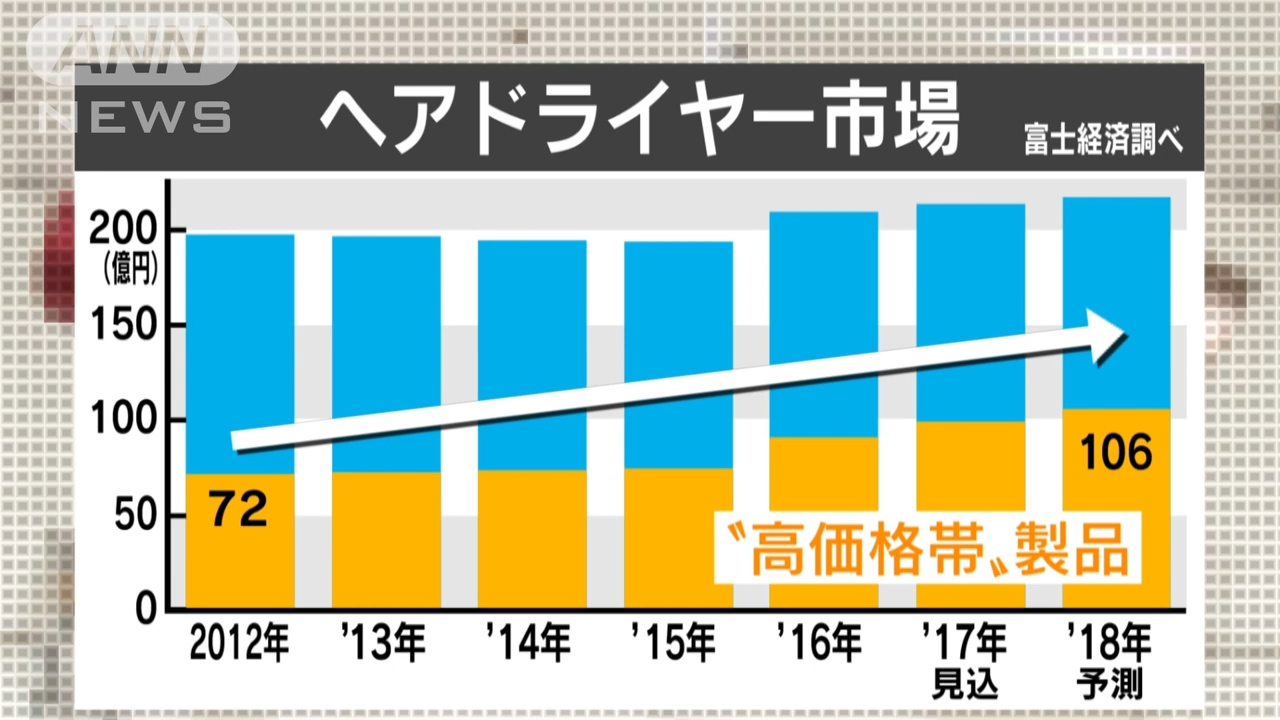 ANN
NEWS
ヘアドライヤー市場
富士経済調べ
200
(億円)
150
100
50
0
72
106
〝高価格帯〟製品
2012年
’13年
’14年
’15年
’16年
’17年
見込
’18年
予測